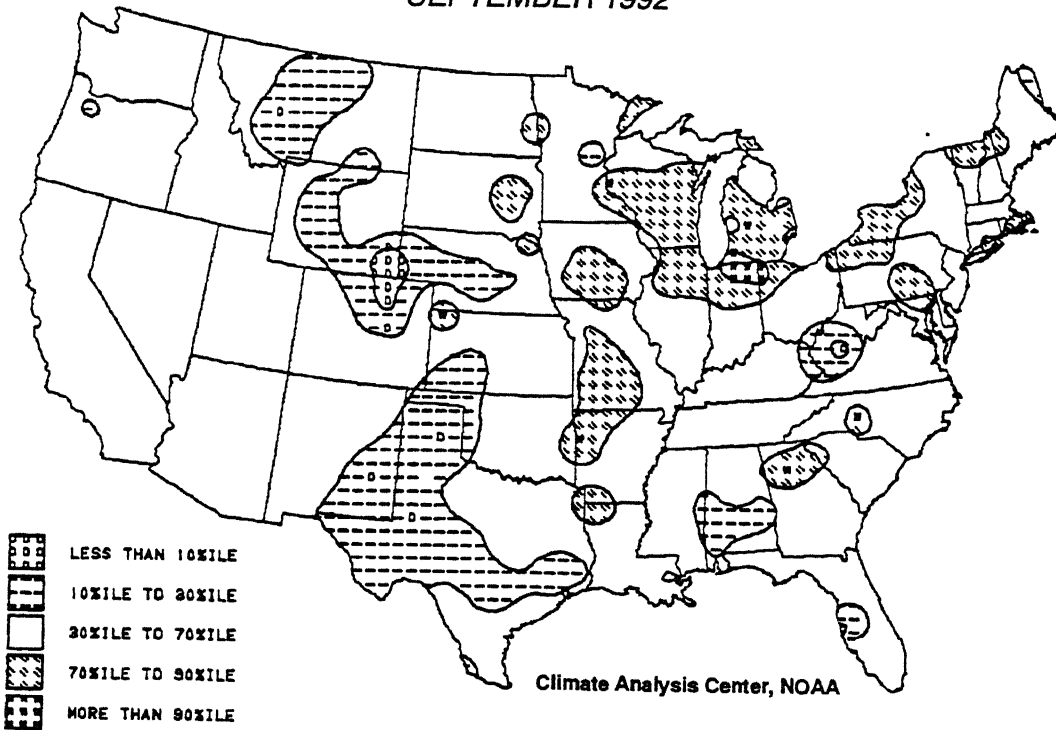 SEPTEMBER 1992
LESS THAN 10%ILE
10%ILE TO 30%ILE
30%ILE TO 70%ILE
70%ILE TO 90%ILE
MORE THAN 90%ILE
Climate Analysis Center, NOAA